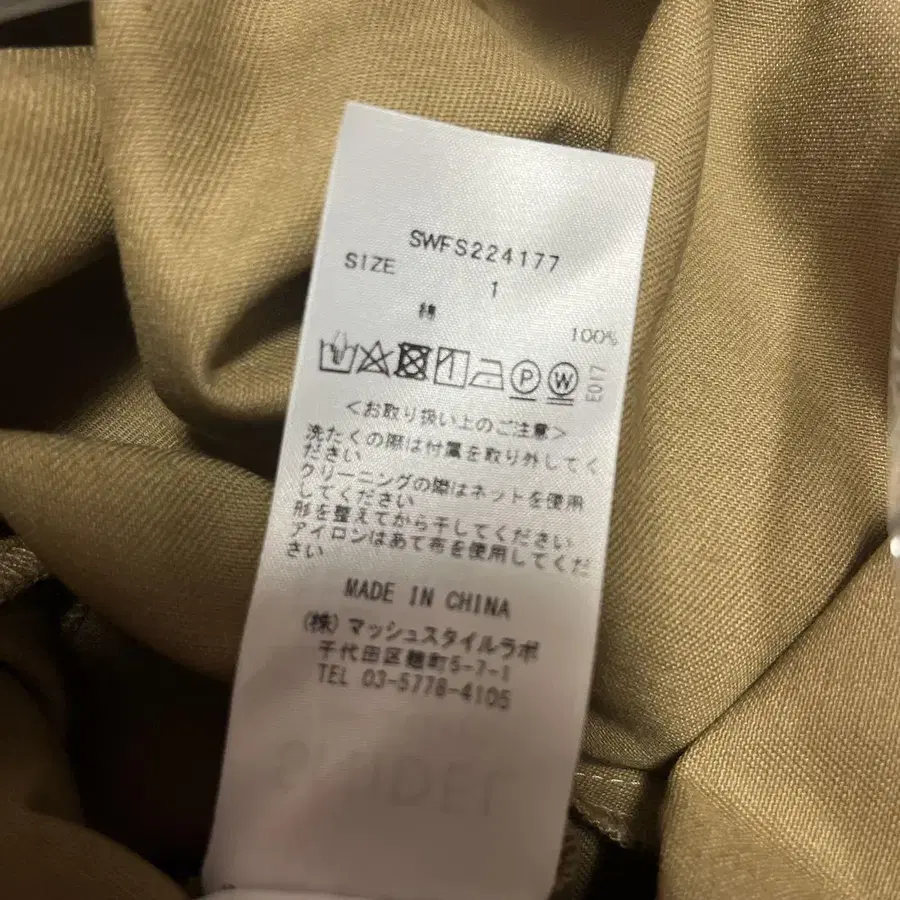 SWFS224177
SIZE
1
綿 100%
P W E017
＜お取り扱い上のご注意＞
洗たくの際は付属を取り外してく
ださい
クリーニングの際はネットを使用
してください
形を整えてから干してください
アイロンはあて布を使用してくだ
さい
MADE IN CHINA
(株)マッシュスタイルラボ
千代田区麹町5-7-1
TEL 03-5778-4105